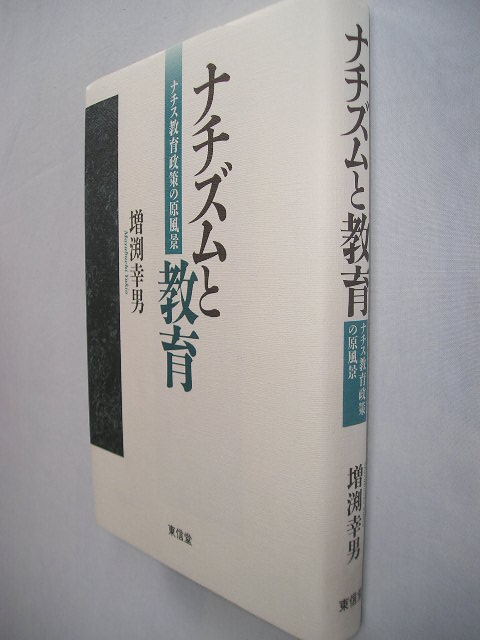 ナチズムと教育
ナチス教育政策の原風景
増渕幸男
東信堂
ナチズムと教育
ナチス教育政策
の原風景
増渕幸男
東信堂